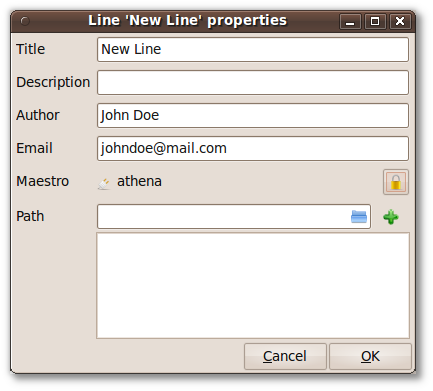 Line 'New Line' properties
Title New Line
Description
Author John Doe
Email johndoe@mail.com
Maestro athena
Path
Cancel OK